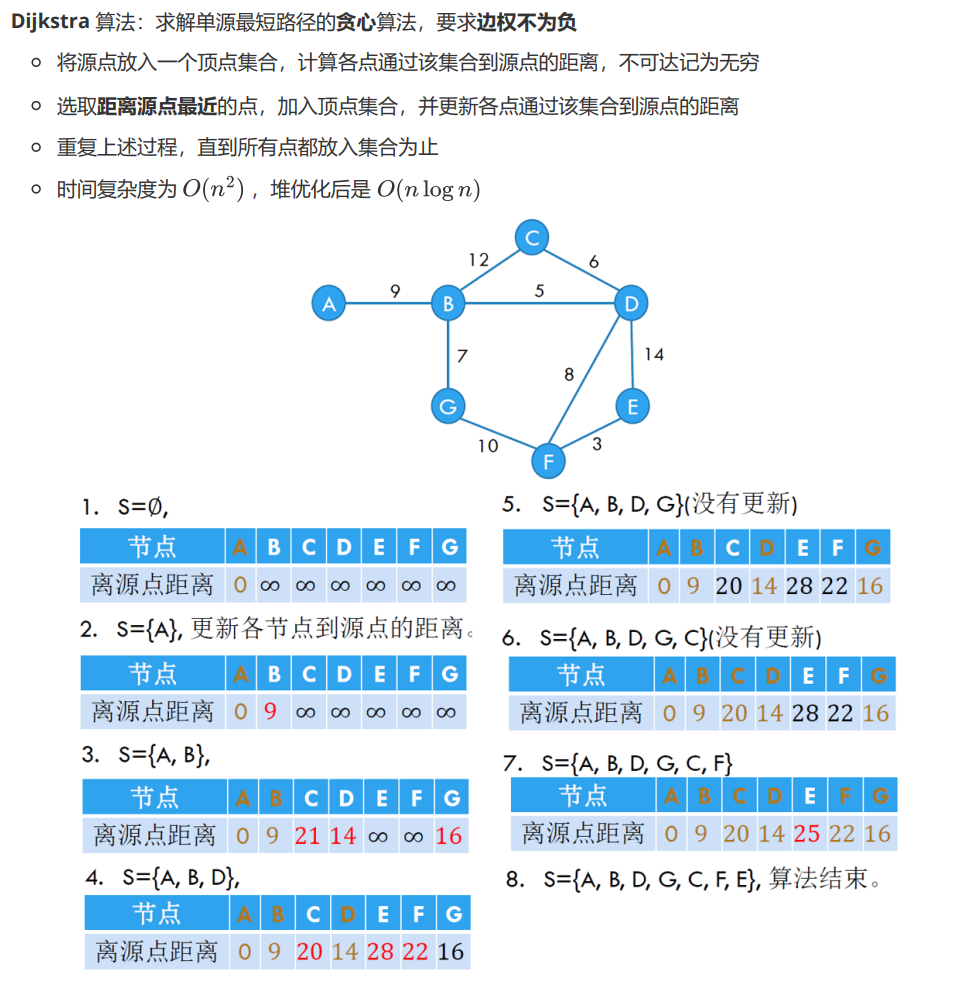 Dijkstra 算法：求解单源最短路径的贪心算法，要求边权不为负
将源点放入一个顶点集合，计算各点通过该集合到源点的距离，不可达记为无穷
选取距离源点最近的点，加入顶点集合，并更新各点通过该集合到源点的距离
重复上述过程，直到所有点都放入集合为止
时间复杂度为 O(n²) ，堆优化后是 O(n log n)
C
12 6
9 5
A B D
7 8 14
G E
10 3
F
1. S=∅,
节点 A B C D E F G
离源点距离 0 ∞ ∞ ∞ ∞ ∞ ∞
2. S={A}, 更新各节点到源点的距离。
节点 A B C D E F G
离源点距离 0 9 ∞ ∞ ∞ ∞ ∞
3. S={A, B},
节点 A B C D E F G
离源点距离 0 9 21 14 ∞ ∞ 16
4. S={A, B, D},
节点 A B C D E F G
离源点距离 0 9 20 14 28 22 16
5. S={A, B, D, G}(没有更新)
节点 A B C D E F G
离源点距离 0 9 20 14 28 22 16
6. S={A, B, D, G, C}(没有更新)
节点 A B C D E F G
离源点距离 0 9 20 14 28 22 16
7. S={A, B, D, G, C, F}
节点 A B C D E F G
离源点距离 0 9 20 14 25 22 16
8. S={A, B, D, G, C, F, E}, 算法结束。